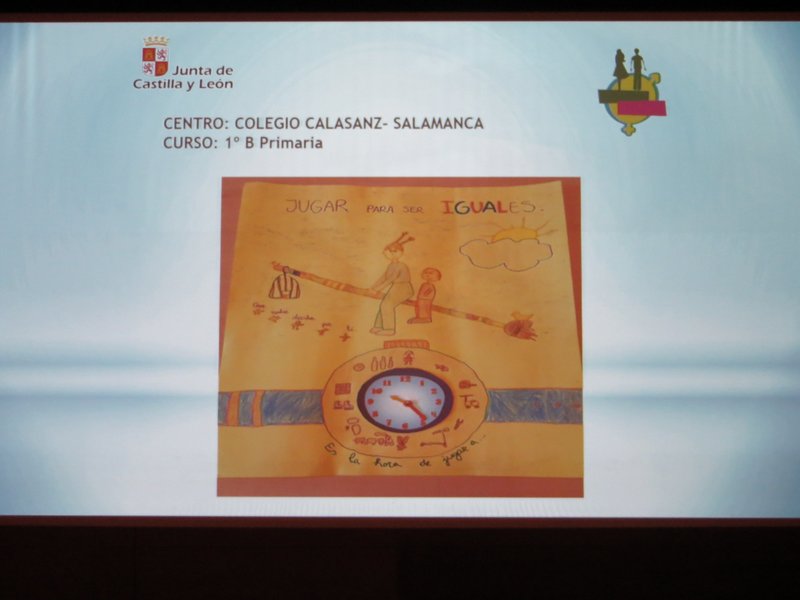 Junta de
Castilla y León
CENTRO: COLEGIO CALASANZ- SALAMANCA
CURSO: 1º B Primaria
JUGAR PARA SER IGUALES.
Es la hora de jugar a...